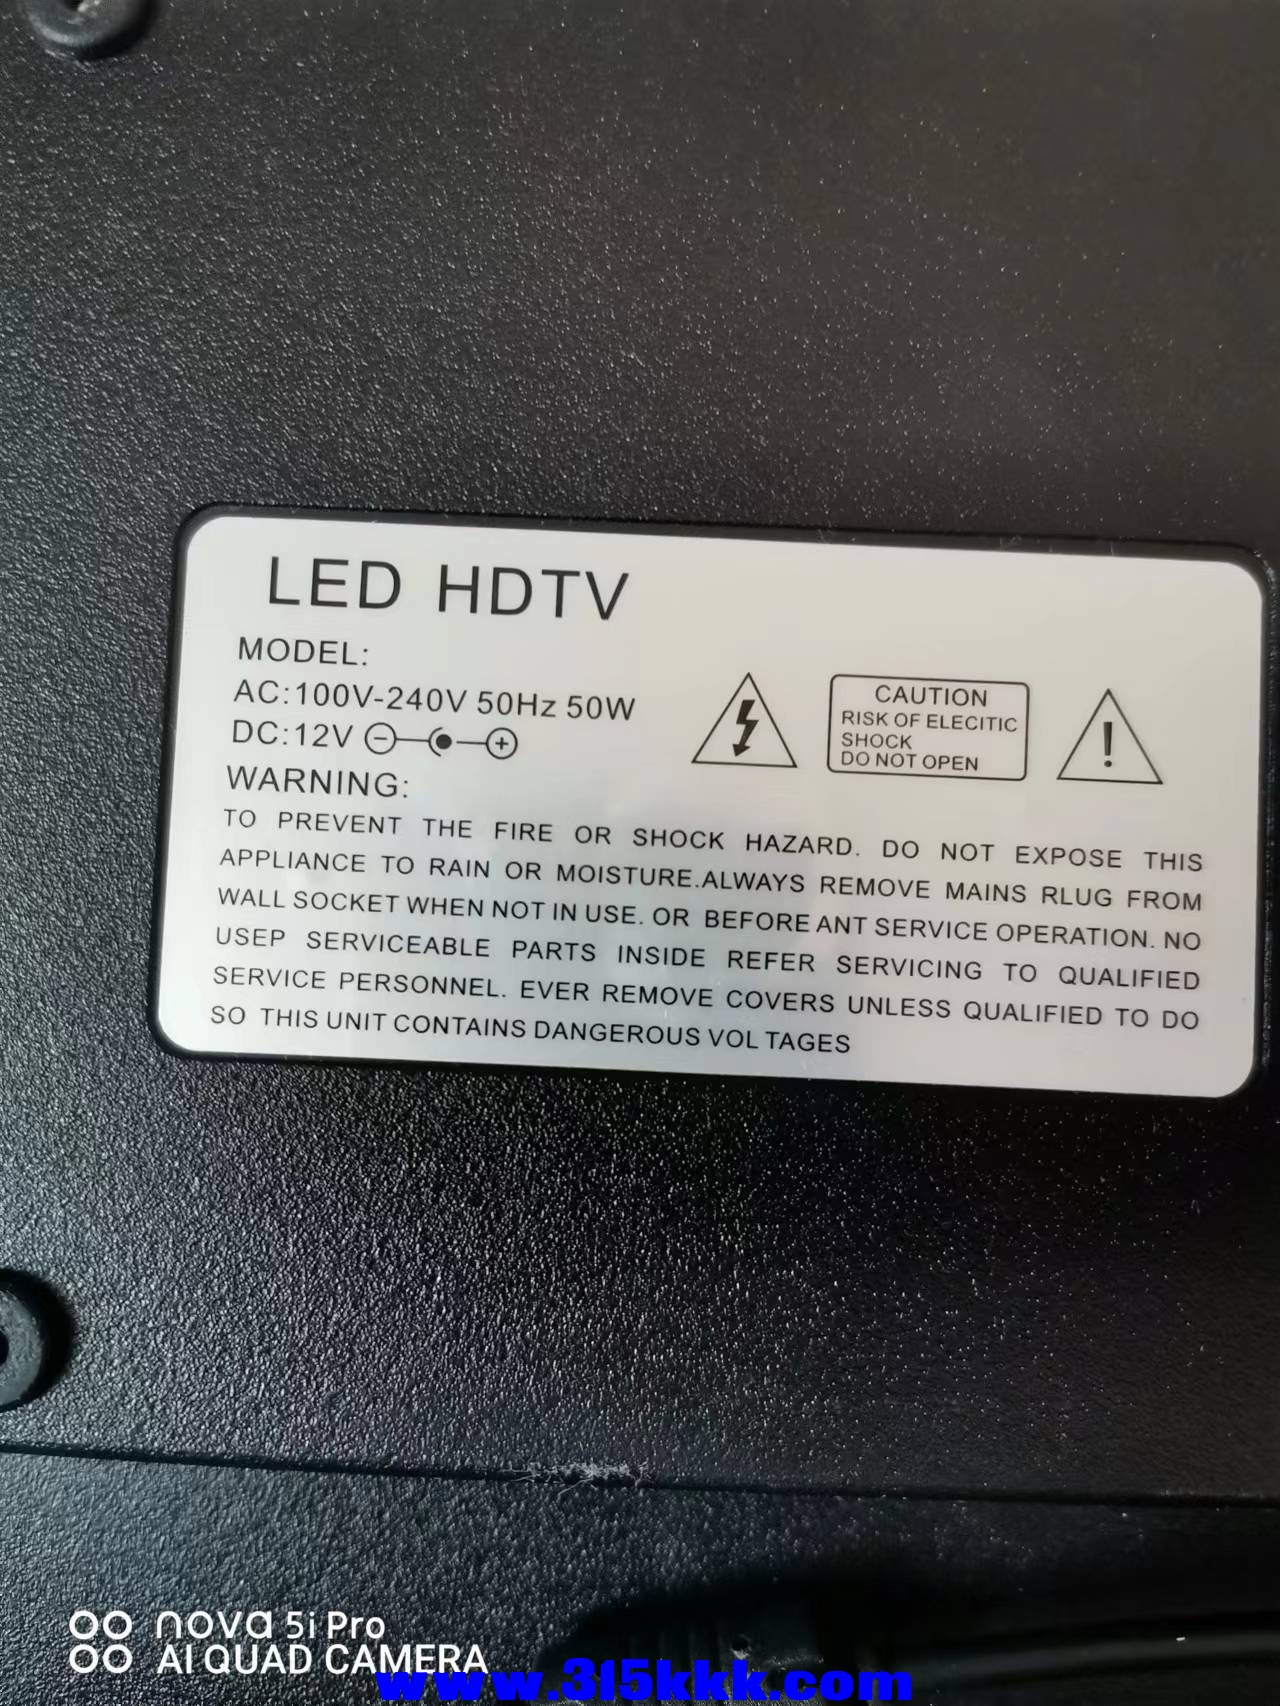 LED HDTV
MODEL:
AC:100V-240V 50Hz 50W
DC:12V
CAUTION
RISK OF ELECITIC
SHOCK
DO NOT OPEN
WARNING:
TO PREVENT THE FIRE OR SHOCK HAZARD. DO NOT EXPOSE THIS
APPLIANCE TO RAIN OR MOISTURE.ALWAYS REMOVE MAINS RLUG FROM
WALL SOCKET WHEN NOT IN USE. OR BEFORE ANT SERVICE OPERATION. NO
USEP SERVICEABLE PARTS INSIDE REFER SERVICING TO QUALIFIED
SERVICE PERSONNEL. EVER REMOVE COVERS UNLESS QUALIFIED TO DO
SO THIS UNIT CONTAINS DANGEROUS VOL TAGES
nova 5i Pro
AI QUAD CAMERA
www.315kkk.com